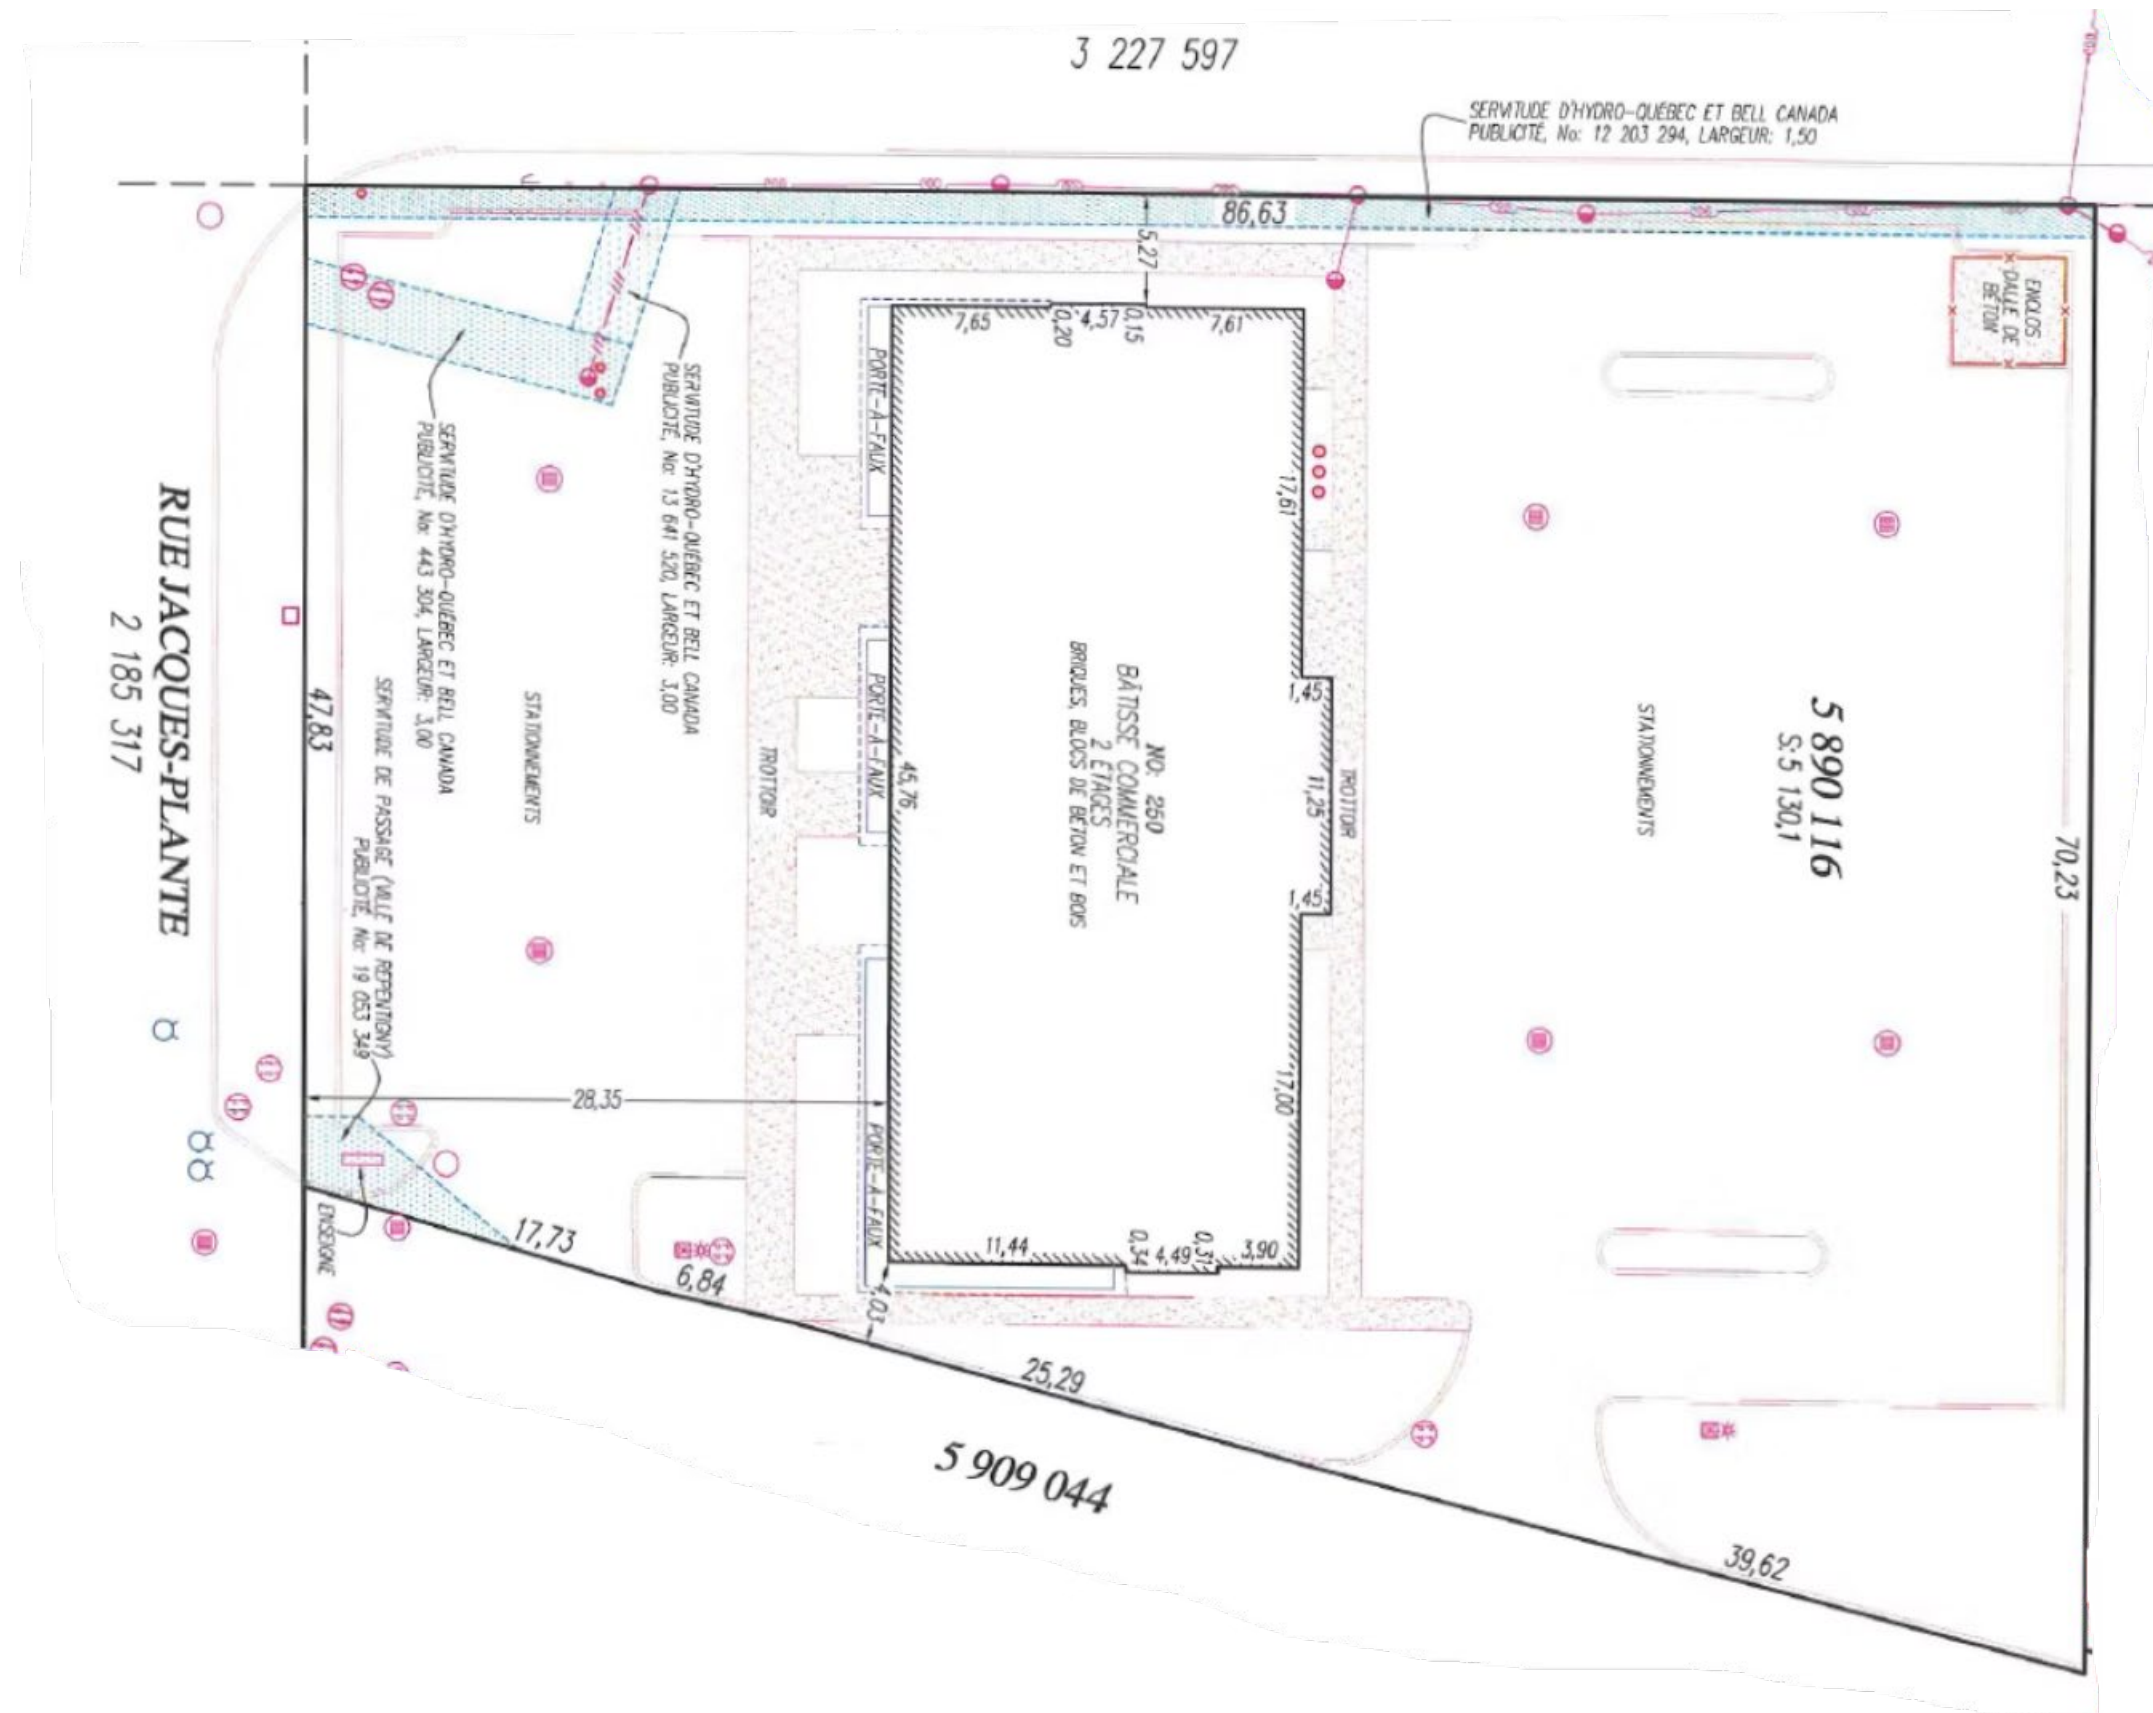 3 227 597
SERVITUDE D'HYDRO-QUÉBEC ET BELL CANADA
PUBLICITÉ, No: 12 203 294, LARGEUR: 1,50
86,63
5,27
7,65
0,20
4,57
0,15
7,61
ENCLOS
DALLE DE
BÉTON
PORTE-À-FAUX
SERVITUDE D'HYDRO-QUÉBEC ET BELL CANADA
PUBLICITÉ, No: 13 641 520, LARGEUR: 3,00
SERVITUDE D'HYDRO-QUÉBEC ET BELL CANADA
PUBLICITÉ, No: 443 304, LARGEUR: 3,00
17,61
RUE JACQUES-PLANTE
2 185 317
47,83
SERVITUDE DE PASSAGE (VILLE DE REPENTIGNY)
PUBLICITÉ, No: 19 053 349
STATIONNEMENTS
TROTTOIR
PORTE-À-FAUX
45,76
NO: 250
BÂTISSE COMMERCIALE
2 ÉTAGES
BRIQUES, BLOCS DE BÉTON ET BOIS
1,45
11,25
1,45
TROTTOIR
STATIONNEMENTS
5 890 116
S:5 130,1
70,23
28,35
17,00
PORTE-À-FAUX
ENSEIGNE
17,73
6,84
4,03
11,44
0,34
4,49
0,31
3,90
25,29
39,62
5 909 044